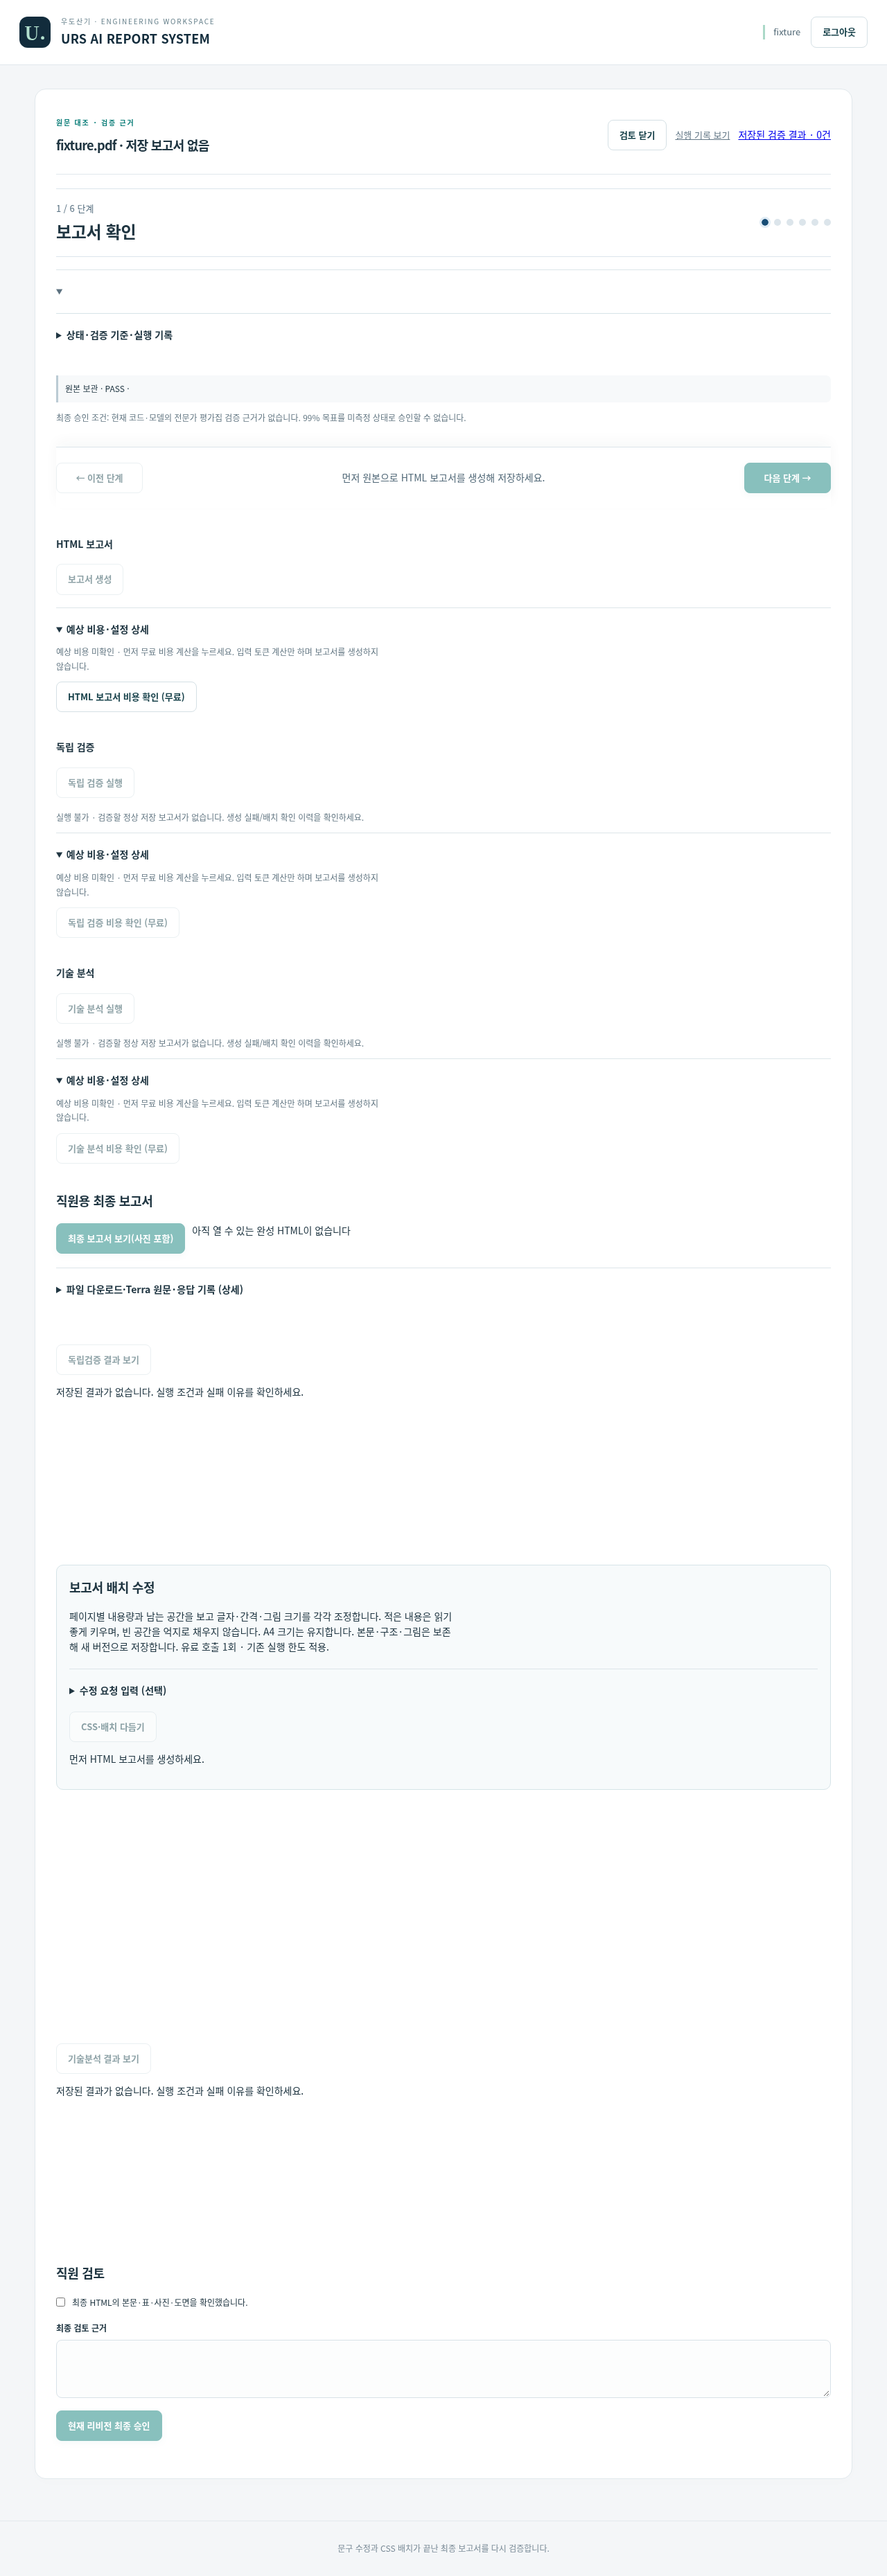 U.
우도산기 · ENGINEERING WORKSPACE
URS AI REPORT SYSTEM
fixture
로그아웃
원문 대조 · 검증 근거
fixture.pdf · 저장 보고서 없음
검토 닫기
실행 기록 보기
저장된 검증 결과 · 0건
1 / 6 단계
보고서 확인
상태·검증 기준·실행 기록
원본 보관 · PASS ·
최종 승인 조건: 현재 코드·모델의 전문가 평가집 검증 근거가 없습니다. 99% 목표를 미측정 상태로 승인할 수 없습니다.
← 이전 단계
먼저 원본으로 HTML 보고서를 생성해 저장하세요.
다음 단계 →
HTML 보고서
보고서 생성
예상 비용·설정 상세
예상 비용 미확인 · 먼저 무료 비용 계산을 누르세요. 입력 토큰 계산만 하며 보고서를 생성하지
않습니다.
HTML 보고서 비용 확인 (무료)
독립 검증
독립 검증 실행
실행 불가 · 검증할 정상 저장 보고서가 없습니다. 생성 실패/배치 확인 이력을 확인하세요.
예상 비용·설정 상세
예상 비용 미확인 · 먼저 무료 비용 계산을 누르세요. 입력 토큰 계산만 하며 보고서를 생성하지
않습니다.
독립 검증 비용 확인 (무료)
기술 분석
기술 분석 실행
실행 불가 · 검증할 정상 저장 보고서가 없습니다. 생성 실패/배치 확인 이력을 확인하세요.
예상 비용·설정 상세
예상 비용 미확인 · 먼저 무료 비용 계산을 누르세요. 입력 토큰 계산만 하며 보고서를 생성하지
않습니다.
기술 분석 비용 확인 (무료)
직원용 최종 보고서
최종 보고서 보기(사진 포함)
아직 열 수 있는 완성 HTML이 없습니다
파일 다운로드·Terra 원문·응답 기록 (상세)
독립검증 결과 보기
저장된 결과가 없습니다. 실행 조건과 실패 이유를 확인하세요.
보고서 배치 수정
페이지별 내용량과 남는 공간을 보고 글자·간격·그림 크기를 각각 조정합니다. 적은 내용은 읽기
좋게 키우며, 빈 공간을 억지로 채우지 않습니다. A4 크기는 유지합니다. 본문·구조·그림은 보존
해 새 버전으로 저장합니다. 유료 호출 1회 · 기존 실행 한도 적용.
수정 요청 입력 (선택)
CSS·배치 다듬기
먼저 HTML 보고서를 생성하세요.
기술분석 결과 보기
저장된 결과가 없습니다. 실행 조건과 실패 이유를 확인하세요.
직원 검토
최종 HTML의 본문·표·사진·도면을 확인했습니다.
최종 검토 근거
현재 리비전 최종 승인
문구 수정과 CSS 배치가 끝난 최종 보고서를 다시 검증합니다.